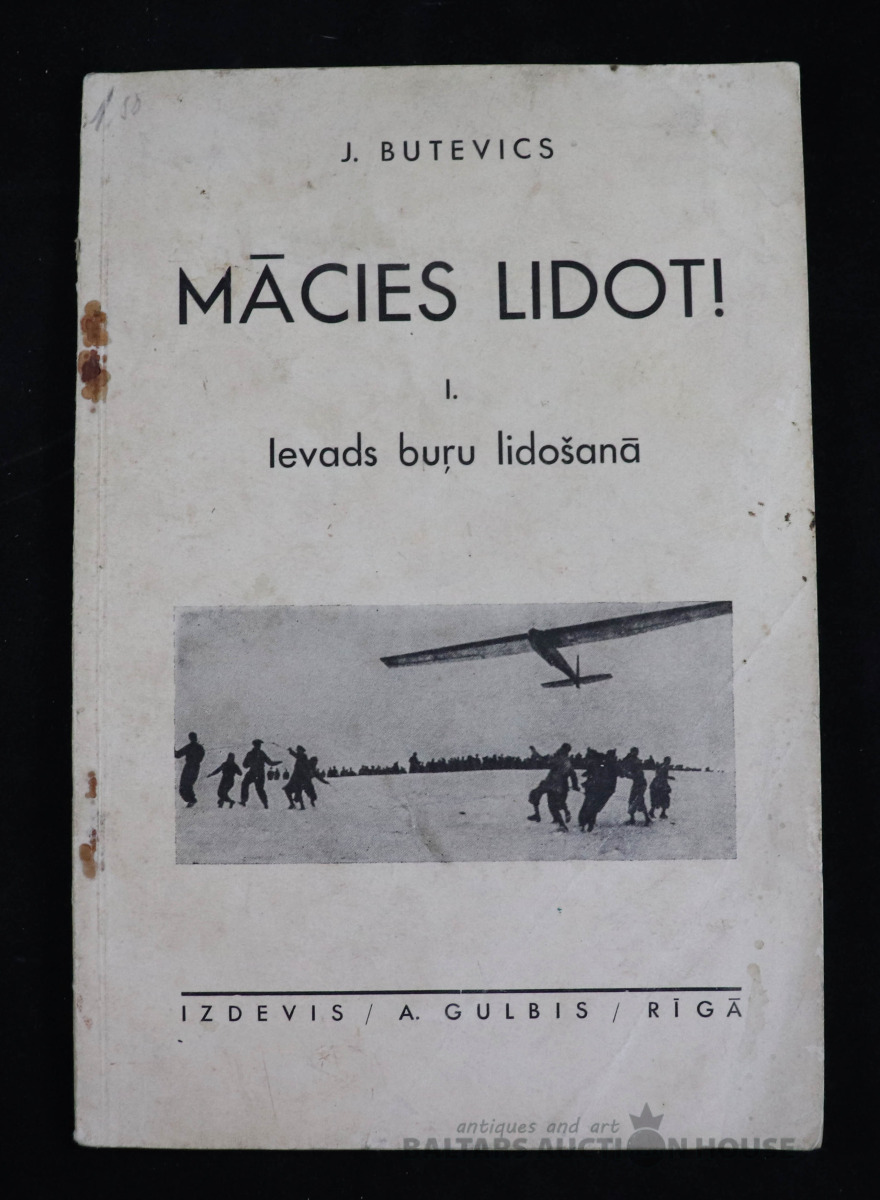 1.50
J. BUTEVICS
MĀCIES LIDOT!
I.
Ievads buŗu lidošanā
IZDEVIS / A. GULBIS / RĪGĀ
antiques and art
BALTARS AUCTION HOUSE